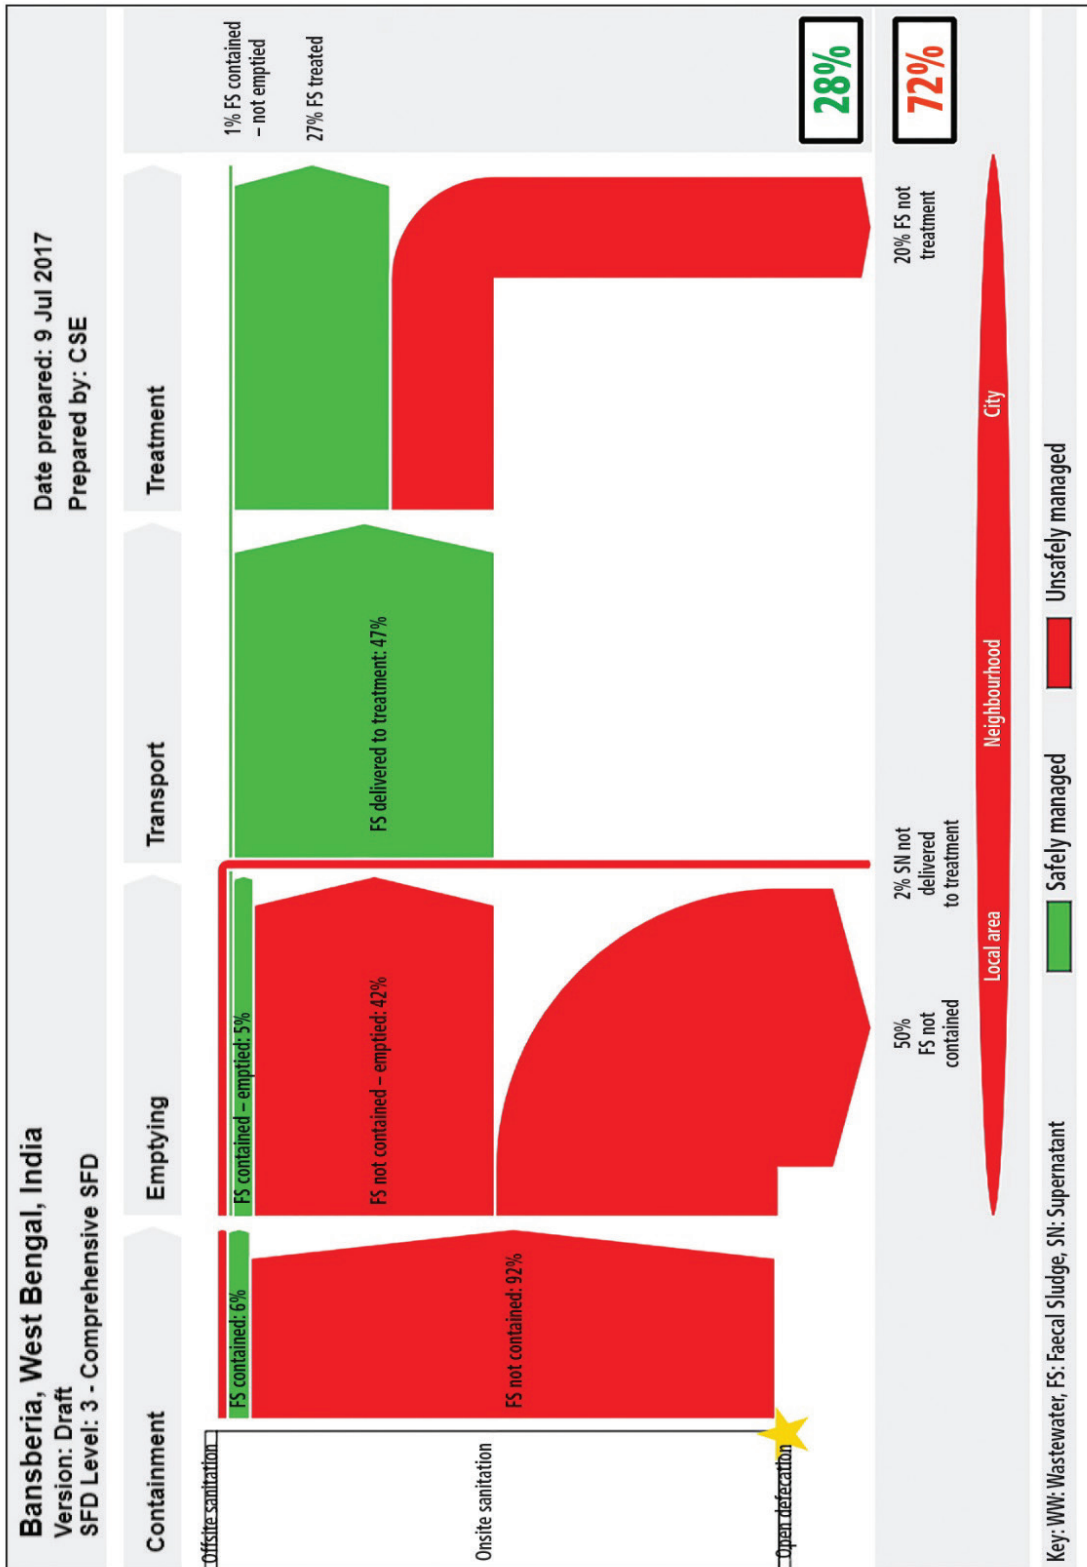 Bansberia, West Bengal, India
Version: Draft
SFD Level: 3 - Comprehensive SFD
Date prepared: 9 Jul 2017
Prepared by: CSE
Containment
Emptying
Transport
Treatment
Offsite sanitation
Onsite sanitation
Open defecation
FS contained: 6%
FS not contained: 92%
FS contained – emptied: 5%
FS not contained – emptied: 42%
FS delivered to treatment: 47%
1% FS contained
– not emptied
27% FS treated
28%
72%
50%
FS not
contained
2% SN not
delivered
to treatment
20% FS not
treatment
Local area
Neighbourhood
City
Key: WW: Wastewater, FS: Faecal Sludge, SN: Supernatant
Safely managed
Unsafely managed